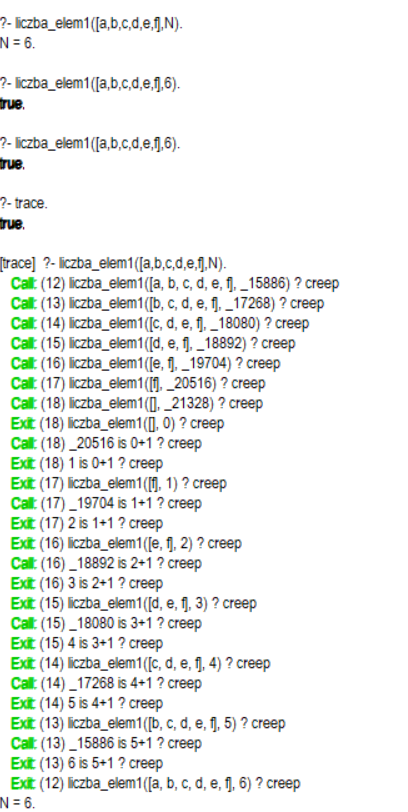 ?- liczba_elem1([a,b,c,d,e,f],N).
N = 6.
?- liczba_elem1([a,b,c,d,e,f],6).
true.
?- liczba_elem1([a,b,c,d,e,f],6).
true.
?- trace.
true.
[trace]  ?- liczba_elem1([a,b,c,d,e,f],N).
Call: (12) liczba_elem1([a, b, c, d, e, f], _15886) ? creep
Call: (13) liczba_elem1([b, c, d, e, f], _17268) ? creep
Call: (14) liczba_elem1([c, d, e, f], _18080) ? creep
Call: (15) liczba_elem1([d, e, f], _18892) ? creep
Call: (16) liczba_elem1([e, f], _19704) ? creep
Call: (17) liczba_elem1([f], _20516) ? creep
Call: (18) liczba_elem1([], _21328) ? creep
Exit: (18) liczba_elem1([], 0) ? creep
Call: (18) _20516 is 0+1 ? creep
Exit: (18) 1 is 0+1 ? creep
Exit: (17) liczba_elem1([f], 1) ? creep
Call: (17) _19704 is 1+1 ? creep
Exit: (17) 2 is 1+1 ? creep
Exit: (16) liczba_elem1([e, f], 2) ? creep
Call: (16) _18892 is 2+1 ? creep
Exit: (16) 3 is 2+1 ? creep
Exit: (15) liczba_elem1([d, e, f], 3) ? creep
Call: (15) _18080 is 3+1 ? creep
Exit: (15) 4 is 3+1 ? creep
Exit: (14) liczba_elem1([c, d, e, f], 4) ? creep
Call: (14) _17268 is 4+1 ? creep
Exit: (14) 5 is 4+1 ? creep
Exit: (13) liczba_elem1([b, c, d, e, f], 5) ? creep
Call: (13) _15886 is 5+1 ? creep
Exit: (13) 6 is 5+1 ? creep
Exit: (12) liczba_elem1([a, b, c, d, e, f], 6) ? creep
N = 6.